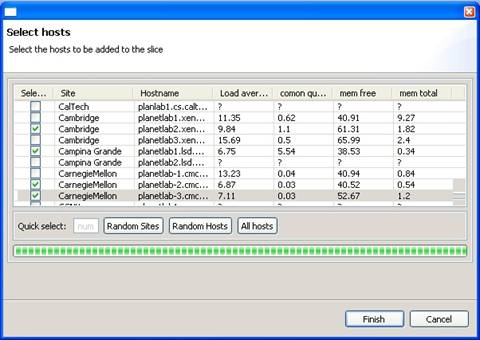 Select hosts
Select the hosts to be added to the slice
Sele... Site Hostname Load aver... comon qu... mem free mem total
CalTech planlab1.cs.calt... ? ? ? ?
Cambridge planetlab1.xen... 11.35 0.62 40.91 9.27
Cambridge planetlab2.xen... 9.84 1.1 61.31 1.82
Cambridge planetlab3.xen... 15.69 0.5 65.99 2.4
Campina Grande planetlab1.lsd.... 6.75 5.54 38.53 0.34
Campina Grande planetlab2.lsd.... ? ? ? ?
CarnegieMellon planetlab-1.cmc... 13.23 0.04 40.94 0.84
CarnegieMellon planetlab-2.cmc... 6.87 0.03 40.52 0.54
CarnegieMellon planetlab-3.cmc... 7.11 0.03 52.67 1.2
Quick select: num Random Sites Random Hosts All hosts
Finish Cancel